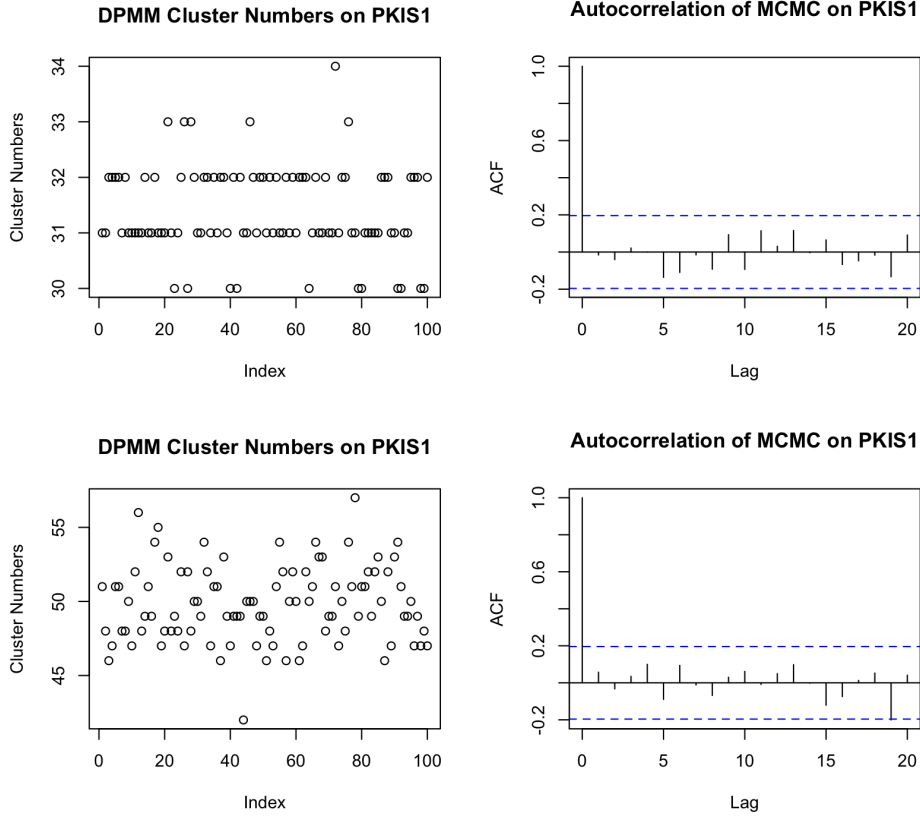 DPMM Cluster Numbers on PKIS1
Cluster Numbers
34
33
32
31
30
0 20 40 60 80 100
Index
Autocorrelation of MCMC on PKIS1
ACF
1.0
0.6
0.2
-0.2
0 5 10 15 20
Lag
DPMM Cluster Numbers on PKIS1
Cluster Numbers
55
50
45
0 20 40 60 80 100
Index
Autocorrelation of MCMC on PKIS1
ACF
1.0
0.6
0.2
-0.2
0 5 10 15 20
Lag